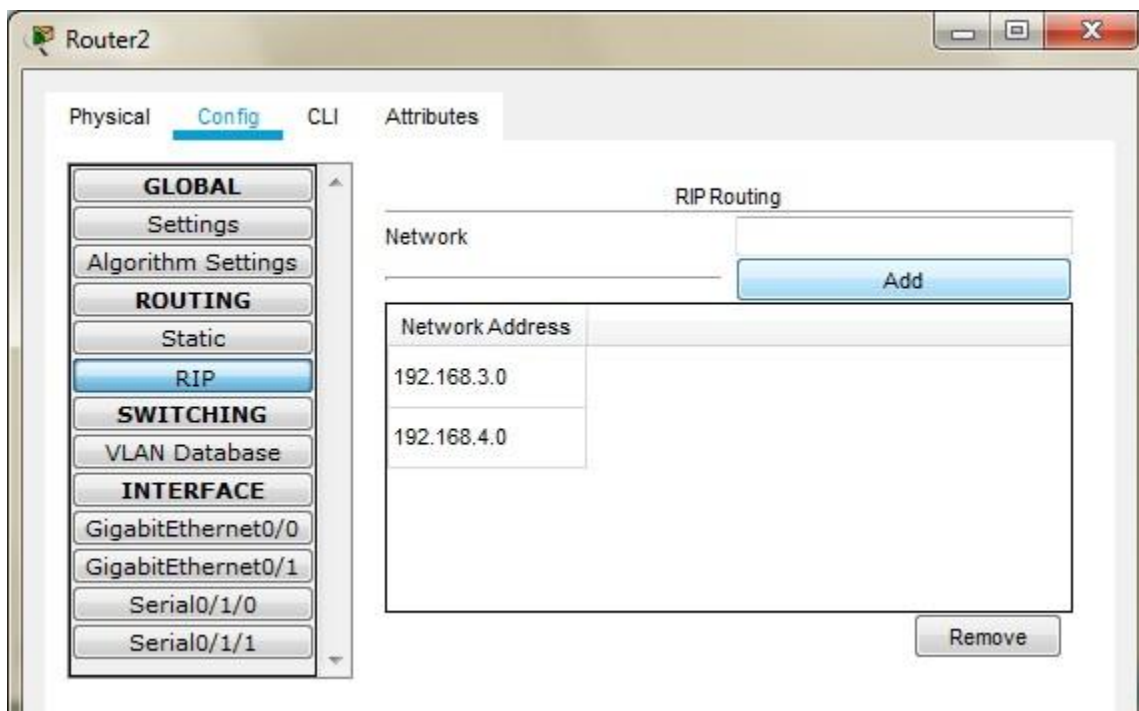 Router2
Physical Config CLI Attributes
GLOBAL
Settings
Algorithm Settings
ROUTING
Static
RIP
SWITCHING
VLAN Database
INTERFACE
GigabitEthernet0/0
GigabitEthernet0/1
Serial0/1/0
Serial0/1/1
RIP Routing
Network
Add
Network Address
192.168.3.0
192.168.4.0
Remove